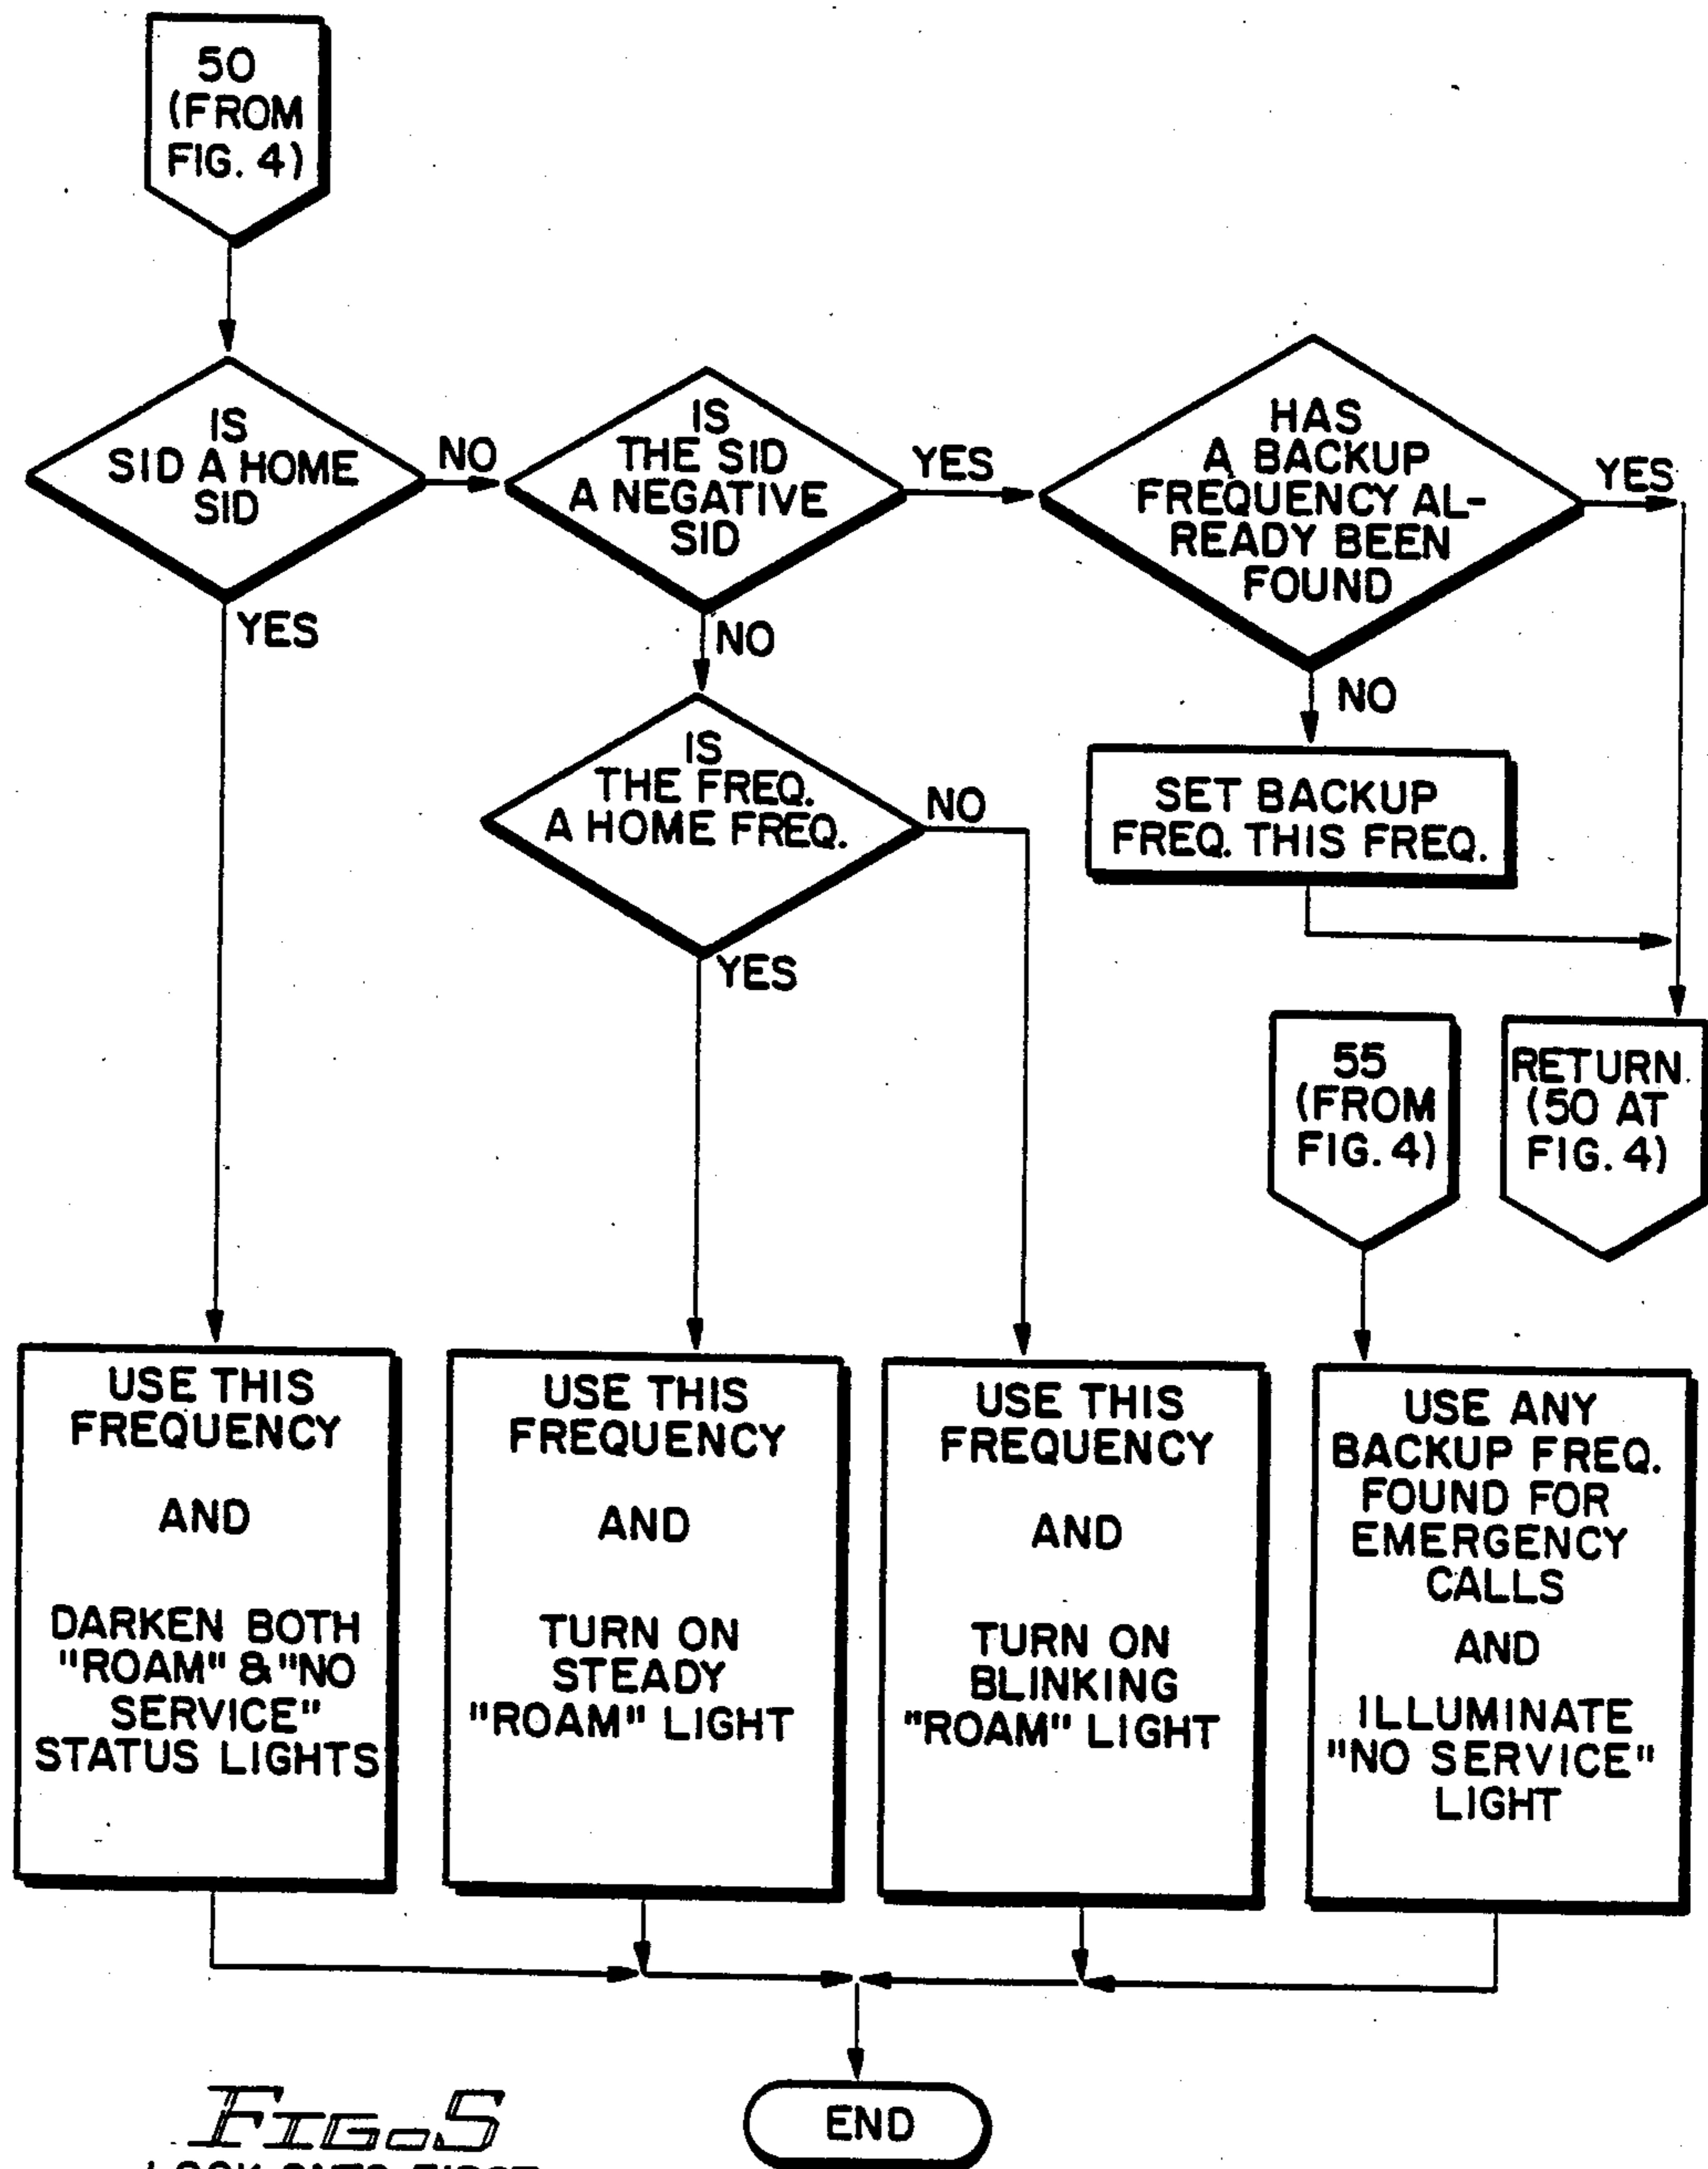 50
(FROM
FIG. 4)
IS
SID A HOME
SID
NO
YES
IS
THE SID
A NEGATIVE
SID
YES
NO
HAS
A BACKUP
FREQUENCY AL-
READY BEEN
FOUND
YES
NO
SET BACKUP
FREQ. THIS FREQ.
IS
THE FREQ.
A HOME FREQ.
NO
YES
55
(FROM
FIG. 4)
RETURN
(50 AT
FIG. 4)
USE THIS
FREQUENCY
AND
DARKEN BOTH
"ROAM" & "NO
SERVICE"
STATUS LIGHTS
USE THIS
FREQUENCY
AND
TURN ON
STEADY
"ROAM" LIGHT
USE THIS
FREQUENCY
AND
TURN ON
BLINKING
"ROAM" LIGHT
USE ANY
BACKUP FREQ.
FOUND FOR
EMERGENCY
CALLS
AND
ILLUMINATE
"NO SERVICE"
LIGHT
END
FIG. 5
LOCK ONTO FIRST